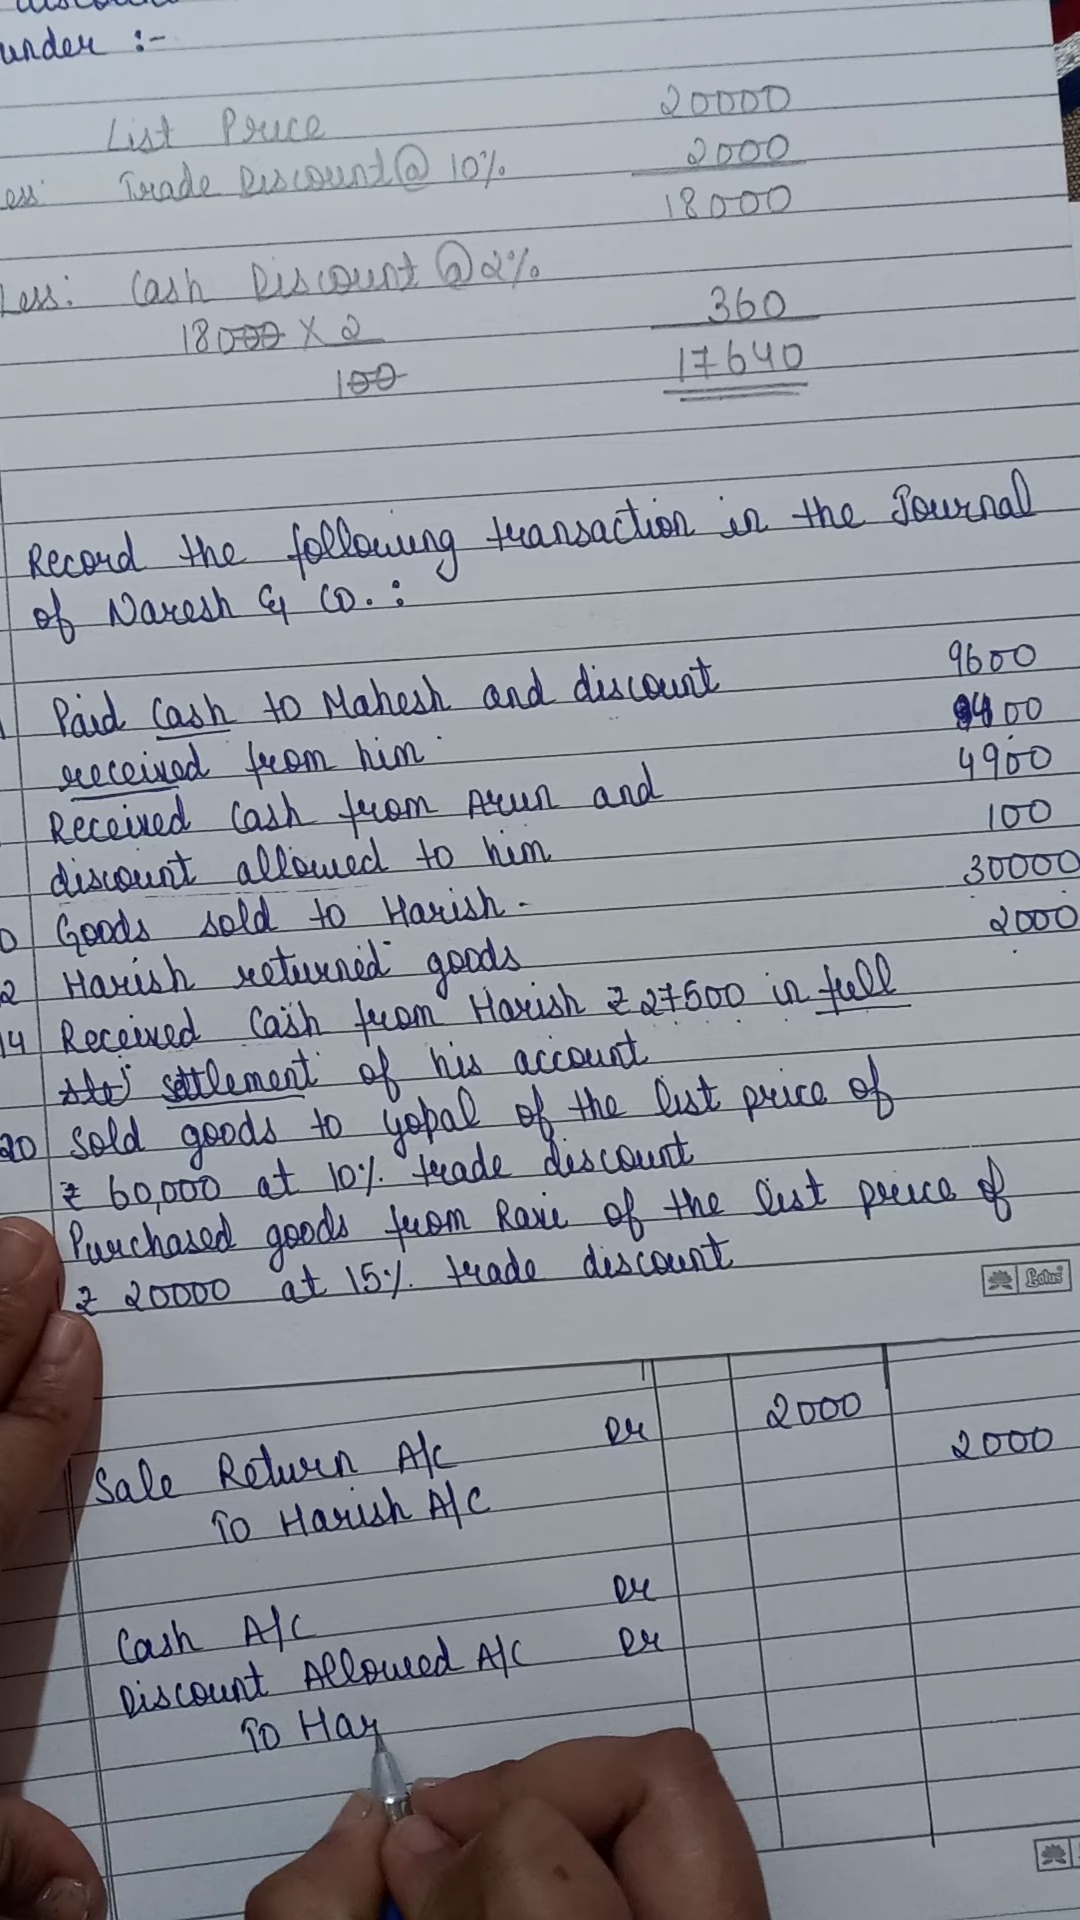 under :-
List Price 20000
Trade Discount @ 10% 2000
18000
Less: Cash Discount @ 2%
18000 X 2 360
100 17640
Record the following transaction in the Journal
of Naresh & CO. :
Paid Cash to Mahesh and discount 9600
received from him 400
Received Cash from Arun and 4900
discount allowed to him 100
Goods sold to Harish - 30000
2 Harish returned goods 2000
14 Received Cash from Harish ₹ 27500 in full
settlement of his account
20 Sold goods to Gopal of the list price of
₹ 60,000 at 10% trade discount
Purchased goods from Ravi of the list price of
₹ 20000 at 15% trade discount
Lotus
Sale Return A/C Dr 2000
To Harish A/C 2000
Cash A/C Dr
Discount Allowed A/C Dr
To Har